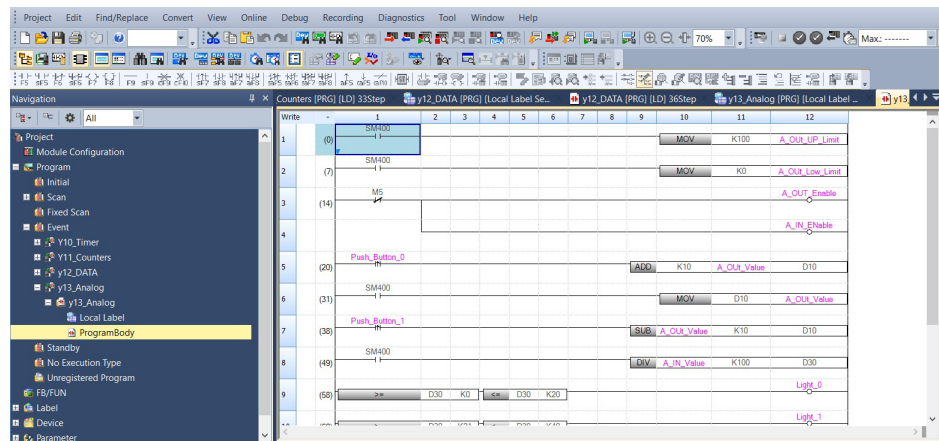 Project Edit Find/Replace Convert View Online Debug Recording Diagnostics Tool Window Help
70%
Max.: -------
Navigation
Counters [PRG] [LD] 33Step
y12_DATA [PRG] [Local Label Se...
y12_DATA [PRG] [LD] 36Step
y13_Analog [PRG] [Local Label ...
y13
All
Project
Module Configuration
Program
Initial
Scan
Fixed Scan
Event
Y10_Timer
Y11_Counters
y12_DATA
y13_Analog
y13_Analog
Local Label
ProgramBody
Standby
No Execution Type
Unregistered Program
FB/FUN
Label
Device
Parameter
Write 1 2 3 4 5 6 7 8 9 10 11 12
SM400
1 (0) MOV K100 A_OUt_UP_Limit
SM400
2 (7) MOV K0 A_OUt_Low_Limit
M5 A_OUT_Enable
3 (14)
A_IN_ENable
4
Push_Button_0
5 (20) ADD K10 A_OUt_Value D10
SM400
6 (31) MOV D10 A_OUt_Value
Push_Button_1
7 (38) SUB A_OUt_Value K10 D10
SM400
8 (49) DIV A_IN_Value K100 D30
Light_0
9 (58) >= D30 K0 <= D30 K20
Light_1